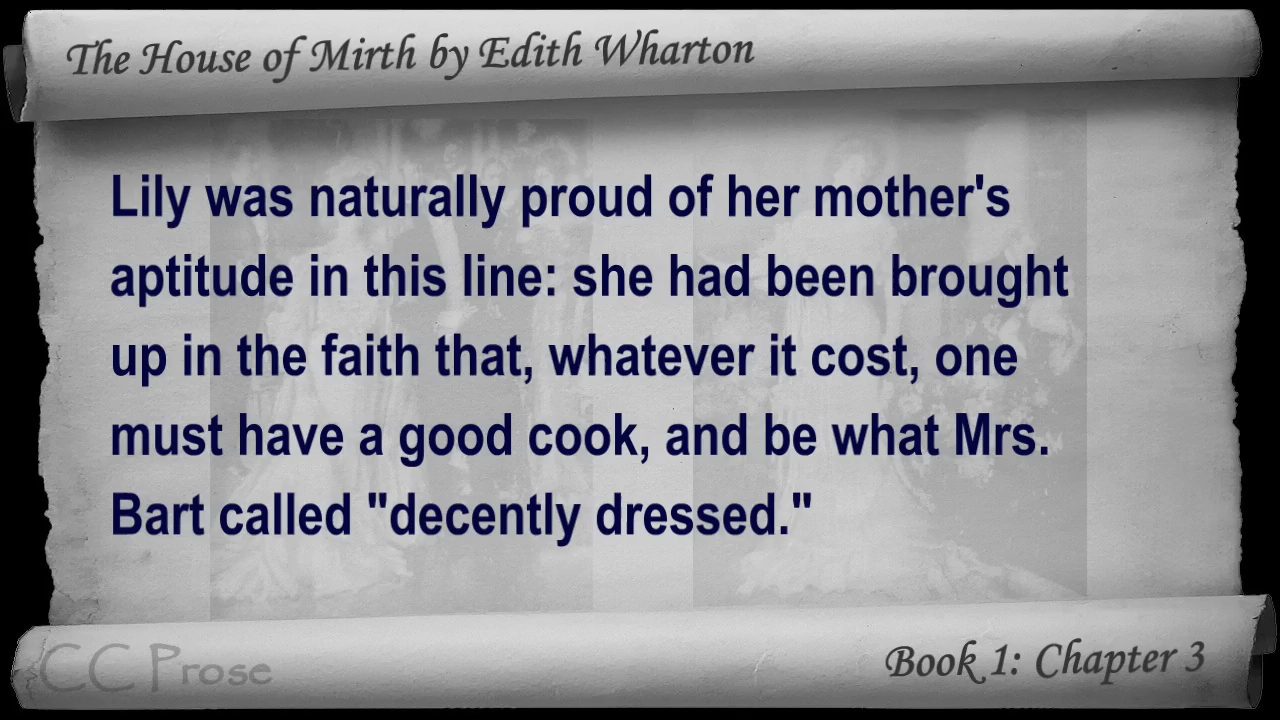 The House of Mirth by Edith Wharton
Lily was naturally proud of her mother's
aptitude in this line: she had been brought
up in the faith that, whatever it cost, one
must have a good cook, and be what Mrs.
Bart called "decently dressed."
CC Prose
Book 1: Chapter 3